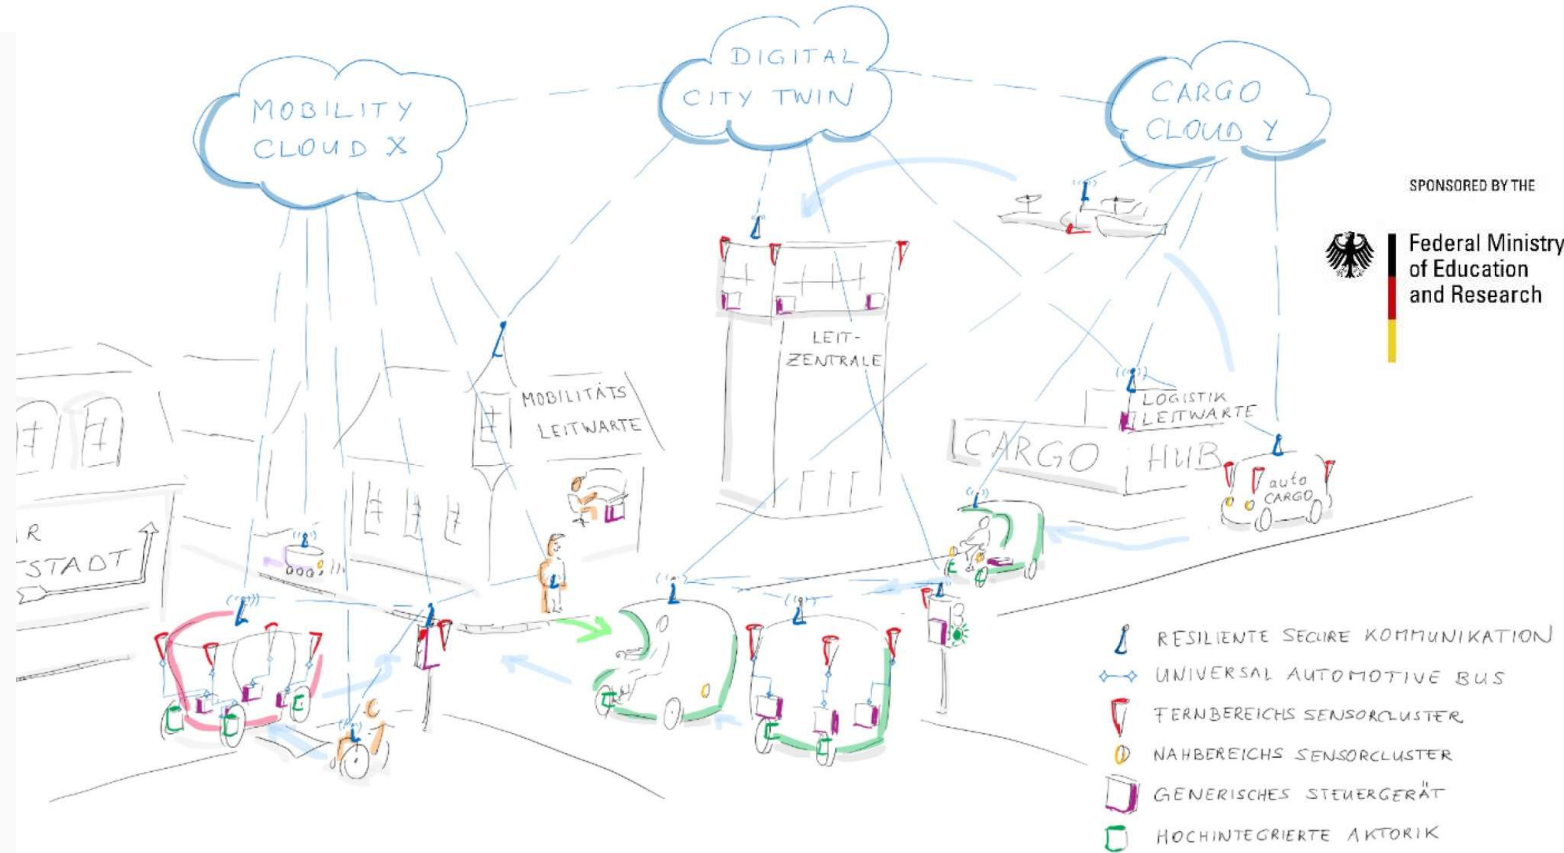 MOBILITY
CLOUD X
DIGITAL
CITY TWIN
CARGO
CLOUD Y
SPONSORED BY THE
Federal Ministry
of Education
and Research
LEIT-
ZENTRALE
MOBILITÄTS
LEITWARTE
LOGISTIK
LEITWARTE
CARGO HUB
auto
CARGO
R
STADT
RESILIENTE SECURE KOMMUNIKATION
UNIVERSAL AUTOMOTIVE BUS
FERNBEREICHS SENSORCLUSTER
NAHBEREICHS SENSORCLUSTER
GENERISCHES STEUERGERÄT
HOCHINTEGRIERTE AKTORIK